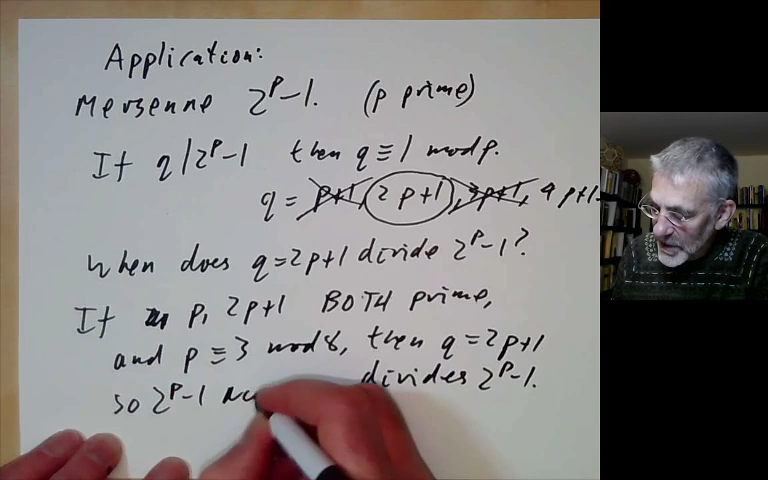 Application:
Mersenne 2^p-1. (p prime)
If q | 2^p-1 then q ≡ 1 mod p.
q = p+1, 2p+1, 3p+1, 4p+1
When does q=2p+1 divide 2^p-1?
If p, 2p+1 BOTH prime,
and p ≡ 3 mod 8, then q = 2p+1
divides 2^p-1.
so 2^p-1